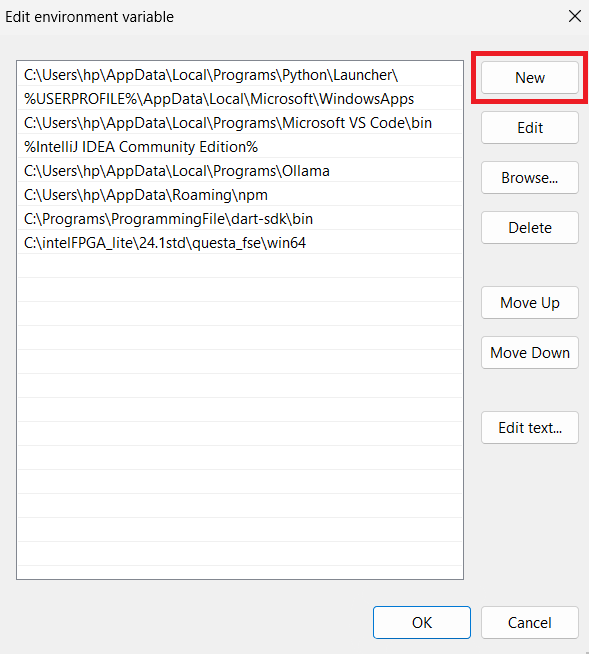 Edit environment variable
C:\Users\hp\AppData\Local\Programs\Python\Launcher\
%USERPROFILE%\AppData\Local\Microsoft\WindowsApps
C:\Users\hp\AppData\Local\Programs\Microsoft VS Code\bin
%IntelliJ IDEA Community Edition%
C:\Users\hp\AppData\Local\Programs\Ollama
C:\Users\hp\AppData\Roaming\npm
C:\Programs\ProgrammingFile\dart-sdk\bin
C:\intelFPGA_lite\24.1std\questa_fse\win64
New
Edit
Browse...
Delete
Move Up
Move Down
Edit text...
OK
Cancel